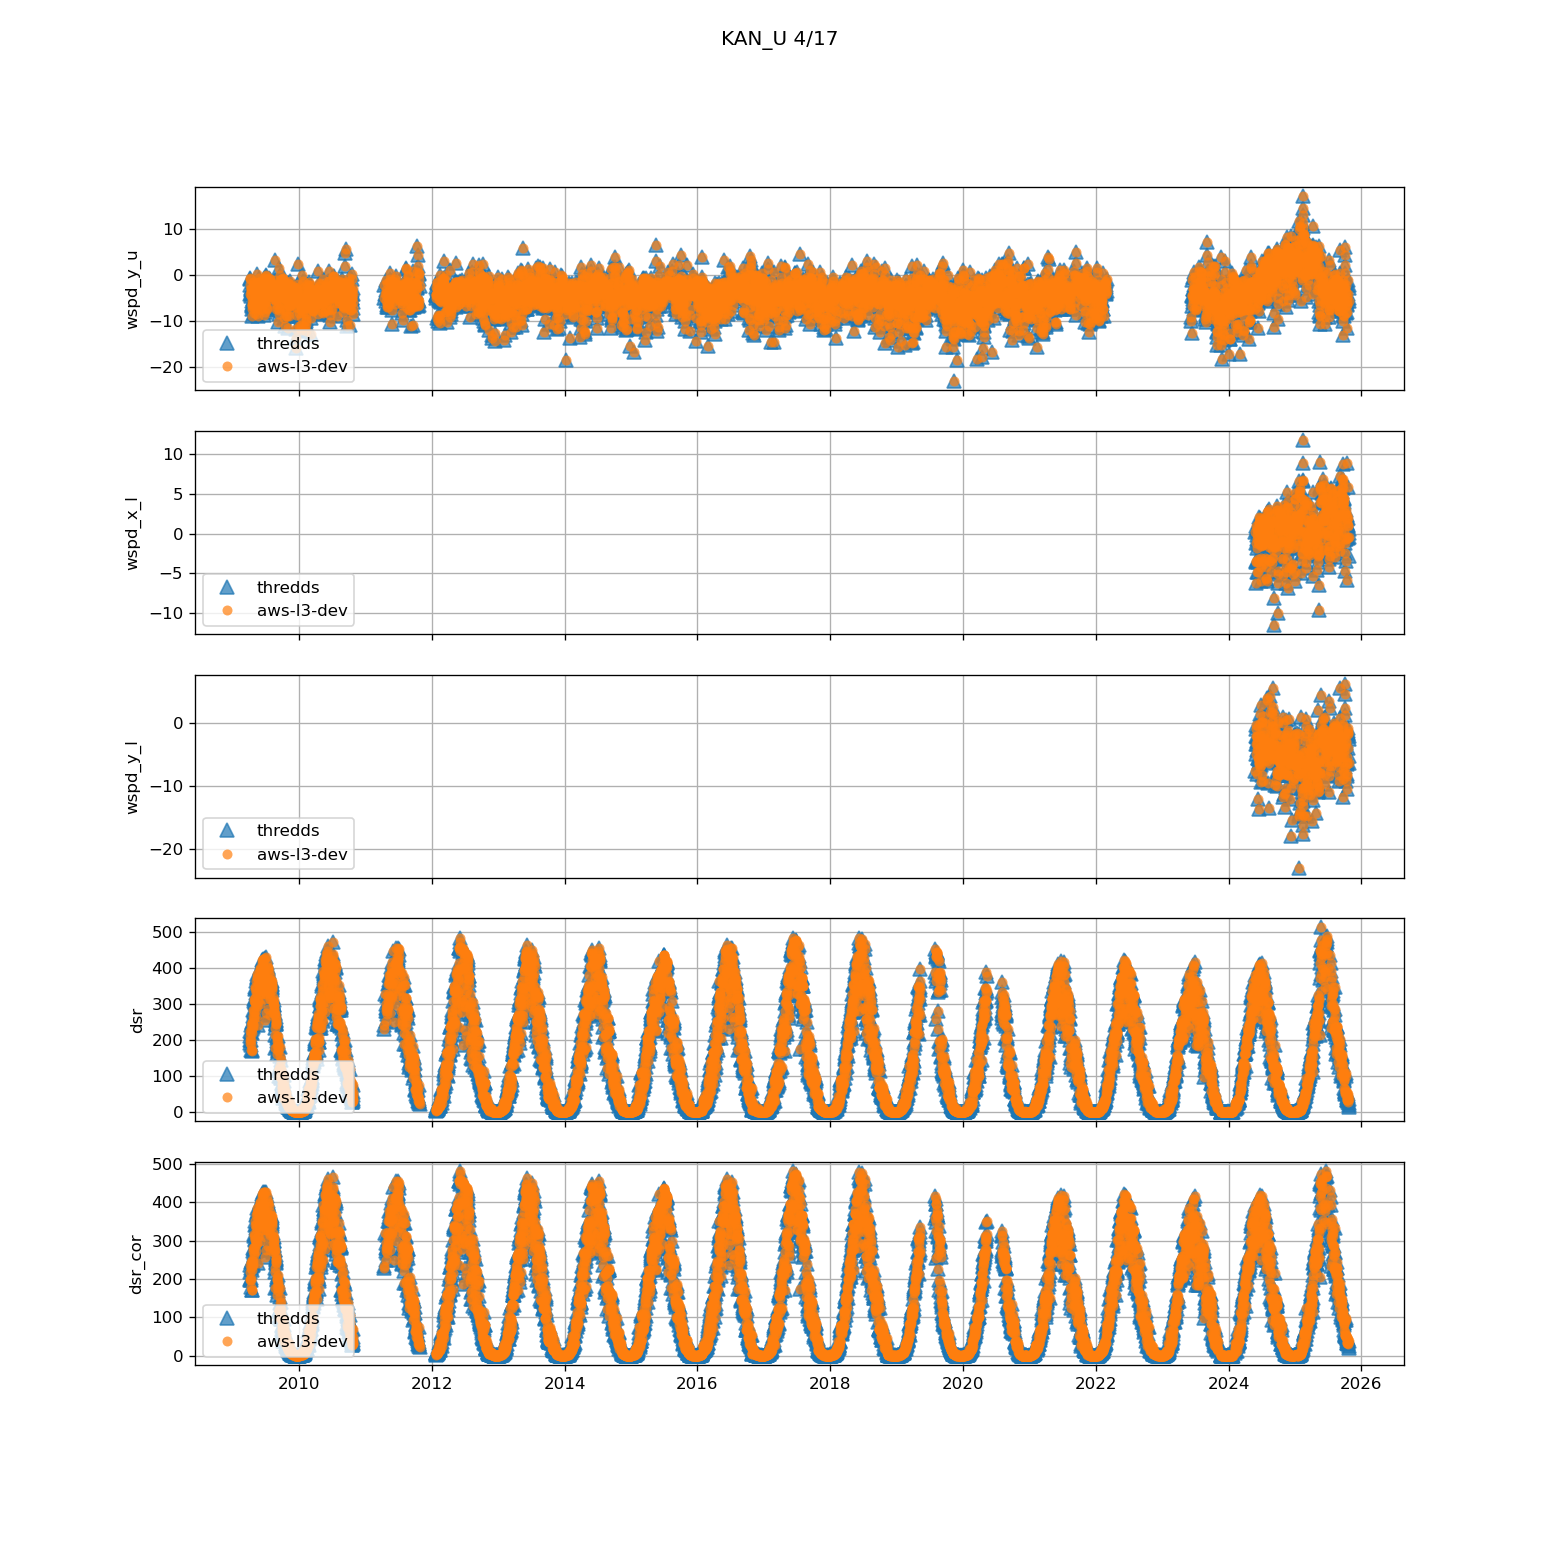 KAN_U 4/17
wspd_y_u
10
0
−10
−20
thredds
aws-l3-dev
wspd_x_l
10
5
0
−5
−10
thredds
aws-l3-dev
wspd_y_l
0
−10
−20
thredds
aws-l3-dev
dsr
500
400
300
200
100
0
thredds
aws-l3-dev
dsr_cor
500
400
300
200
100
0
thredds
aws-l3-dev
2010 2012 2014 2016 2018 2020 2022 2024 2026